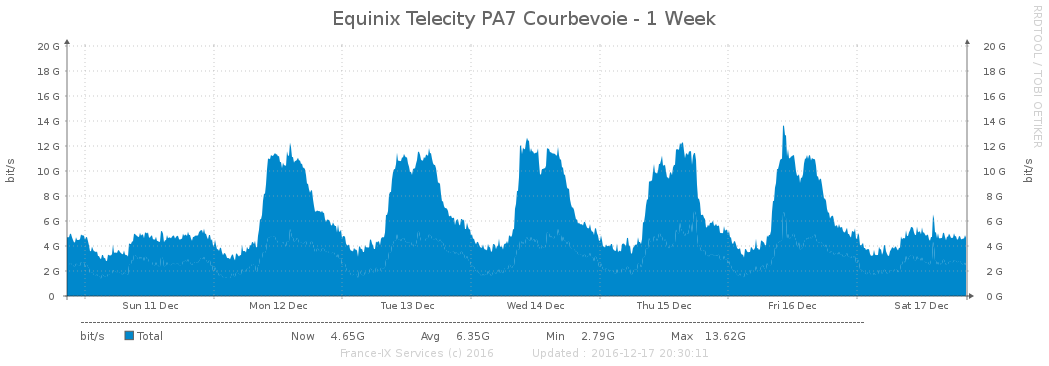 Equinix Telecity PA7 Courbevoie - 1 Week
RRDTOOL / TOBI OETIKER
bit/s
20 G
18 G
16 G
14 G
12 G
10 G
8 G
6 G
4 G
2 G
0
20 G
18 G
16 G
14 G
12 G
10 G
8 G
6 G
4 G
2 G
0 G
bit/s
Sun 11 Dec Mon 12 Dec Tue 13 Dec Wed 14 Dec Thu 15 Dec Fri 16 Dec Sat 17 Dec
bit/s Total Now 4.65G Avg 6.35G Min 2.79G Max 13.62G
France-IX Services (c) 2016 Updated : 2016-12-17 20:30:11